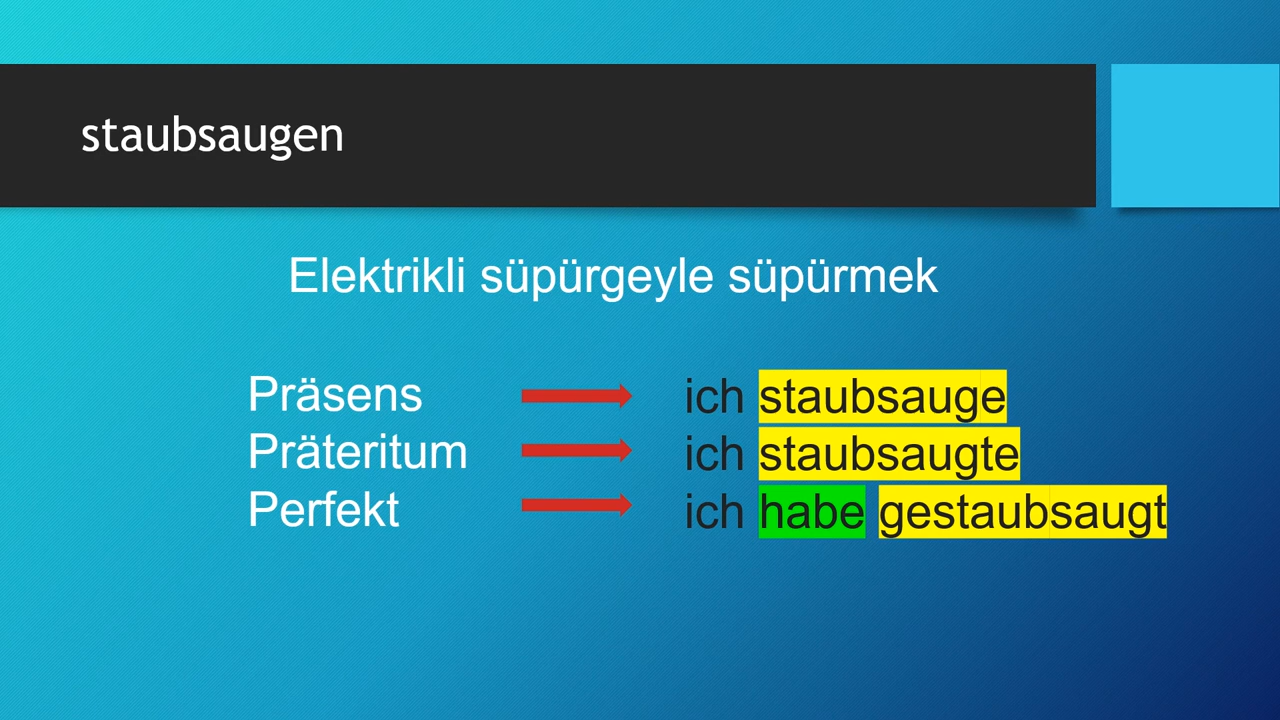 staubsaugen
Elektrikli süpürgeyle süpürmek
Präsens ich staubsauge
Präteritum ich staubsaugte
Perfekt ich habe gestaubsaugt